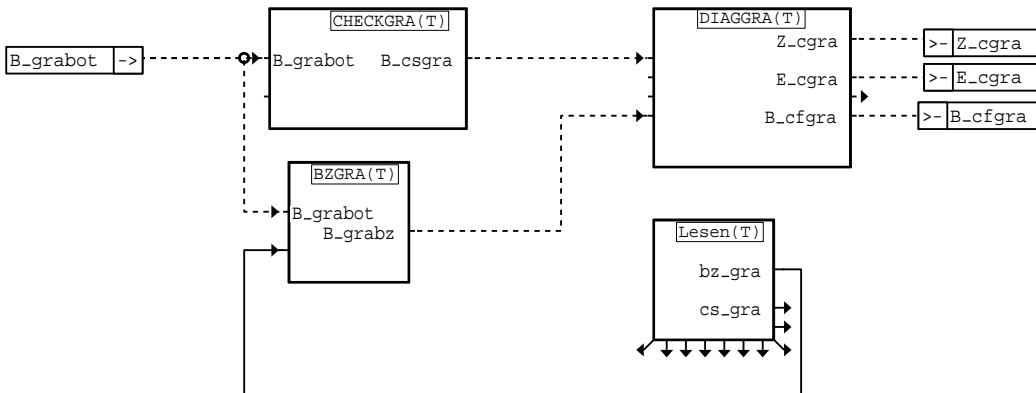 CHECKGRA(T)
DIAGGRA(T)
B_grabot ->
B_grabot B_csgra
Z_cgra
>- Z_cgra
E_cgra
>- E_cgra
B_cfgra
>- B_cfgra
BZGRA(T)
B_grabot
B_grabz
Lesen(T)
bz_gra
cs_gra